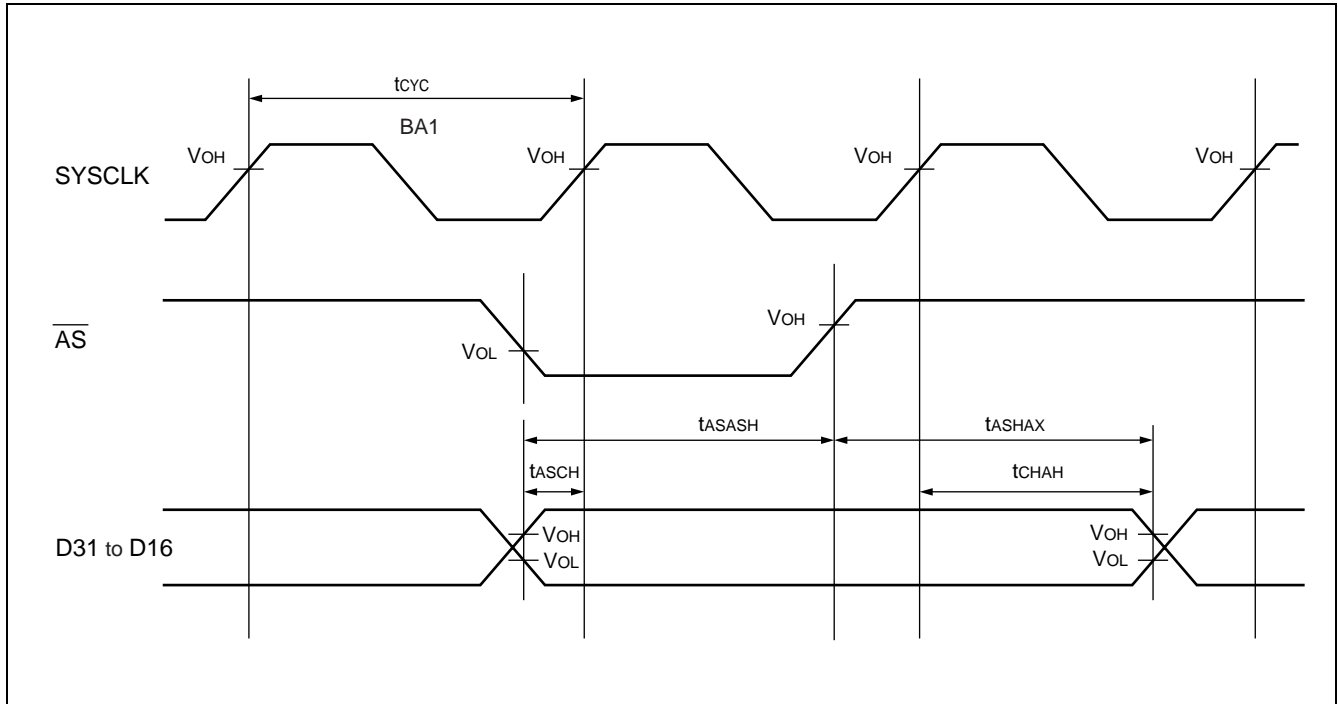 tCYC
BA1
VOH VOH VOH VOH
SYSCLK
VOH
AS
VOL
tASASH tASHAX
tASCH tCHAH
VOH VOH
D31 to D16
VOL VOL